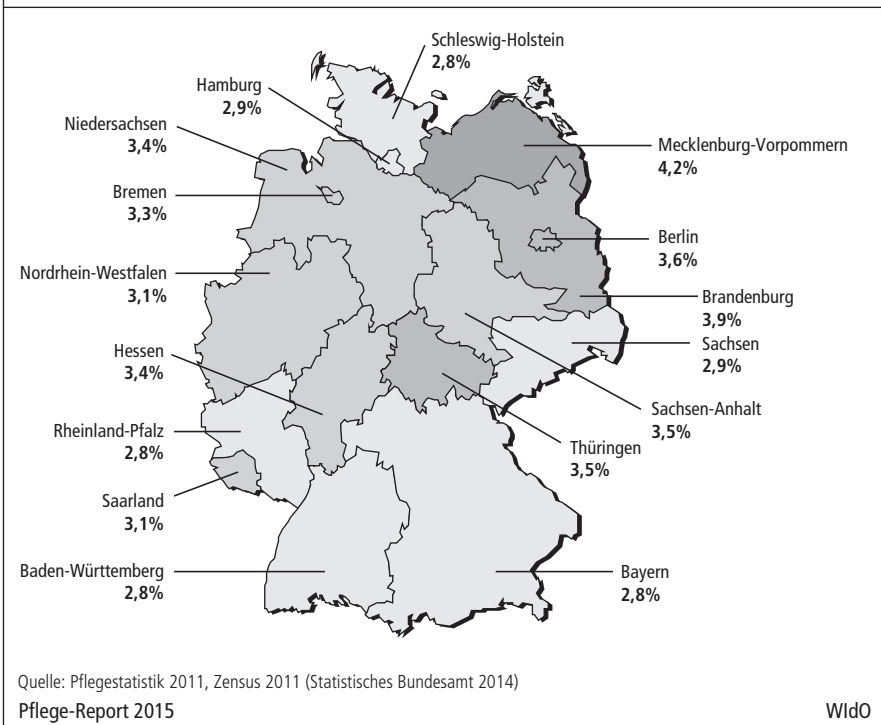 Schleswig-Holstein
2,8%
Hamburg
2,9%
Niedersachsen
3,4%
Mecklenburg-Vorpommern
4,2%
Bremen
3,3%
Berlin
3,6%
Nordrhein-Westfalen
3,1%
Brandenburg
3,9%
Sachsen
2,9%
Hessen
3,4%
Sachsen-Anhalt
3,5%
Rheinland-Pfalz
2,8%
Thüringen
3,5%
Saarland
3,1%
Baden-Württemberg
2,8%
Bayern
2,8%
Quelle: Pflegestatistik 2011, Zensus 2011 (Statistisches Bundesamt 2014)
Pflege-Report 2015
WIdO